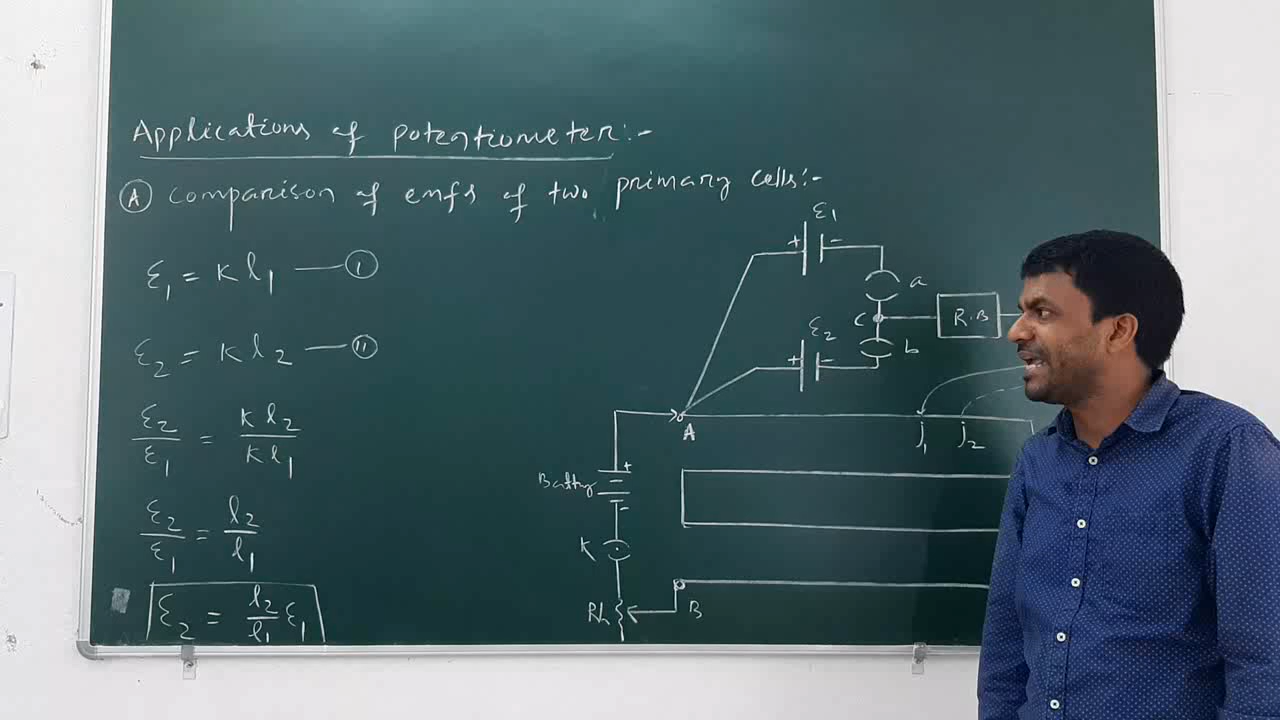 Applications of potentiometer:-
(A) comparison of emfs of two primary cells:-
ε₁ = K l₁ —— (I)
ε₂ = K l₂ —— (II)
ε₂/ε₁ = K l₂/K l₁
ε₂/ε₁ = l₂/l₁
ε₂ = l₂/l₁ ε₁
ε₁
+ -
a
C
R.B
ε₂
+ -
b
A
j₁ j₂
Battry
+
-
K
Rh
B